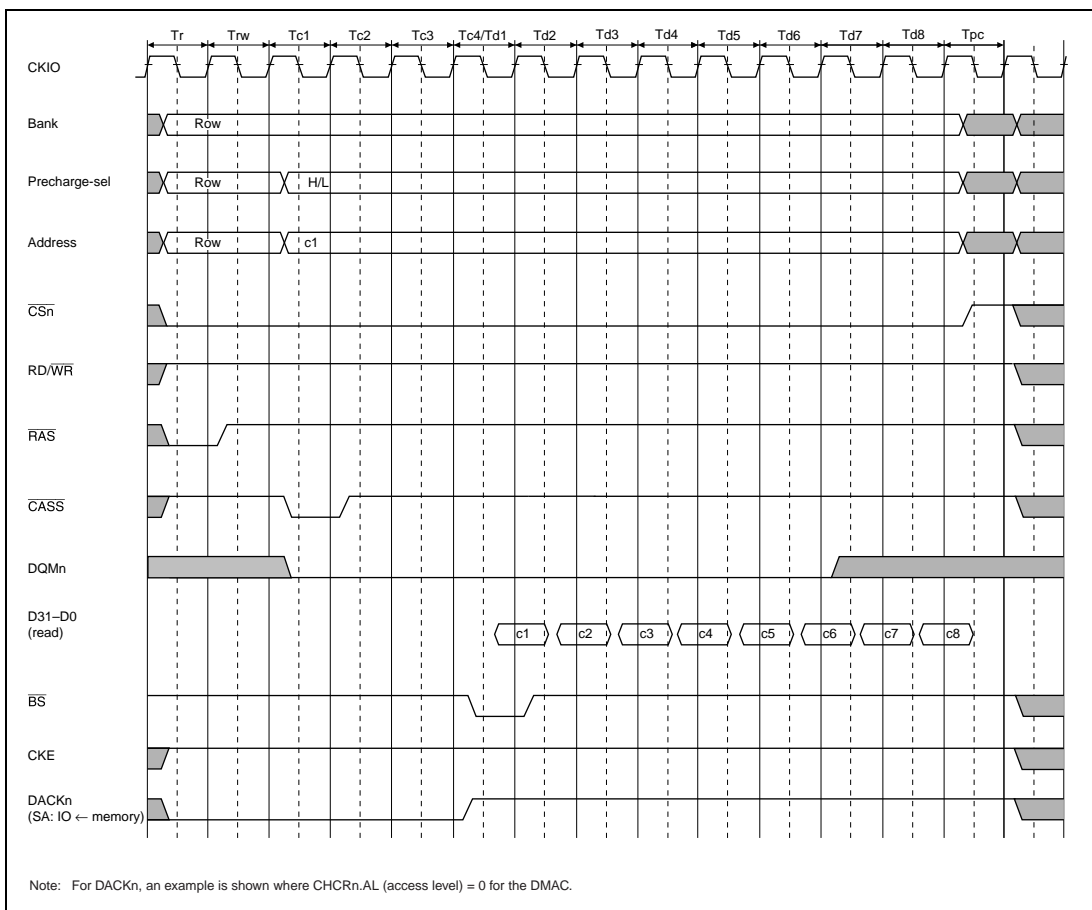 Tr Trw Tc1 Tc2 Tc3 Tc4/Td1 Td2 Td3 Td4 Td5 Td6 Td7 Td8 Tpc
CKIO
Bank Row
Precharge-sel Row H/L
Address Row c1
CSn
RD/WR
RAS
CASS
DQMn
D31–D0
(read) c1 c2 c3 c4 c5 c6 c7 c8
BS
CKE
DACKn
(SA: IO ← memory)
Note: For DACKn, an example is shown where CHCRn.AL (access level) = 0 for the DMAC.